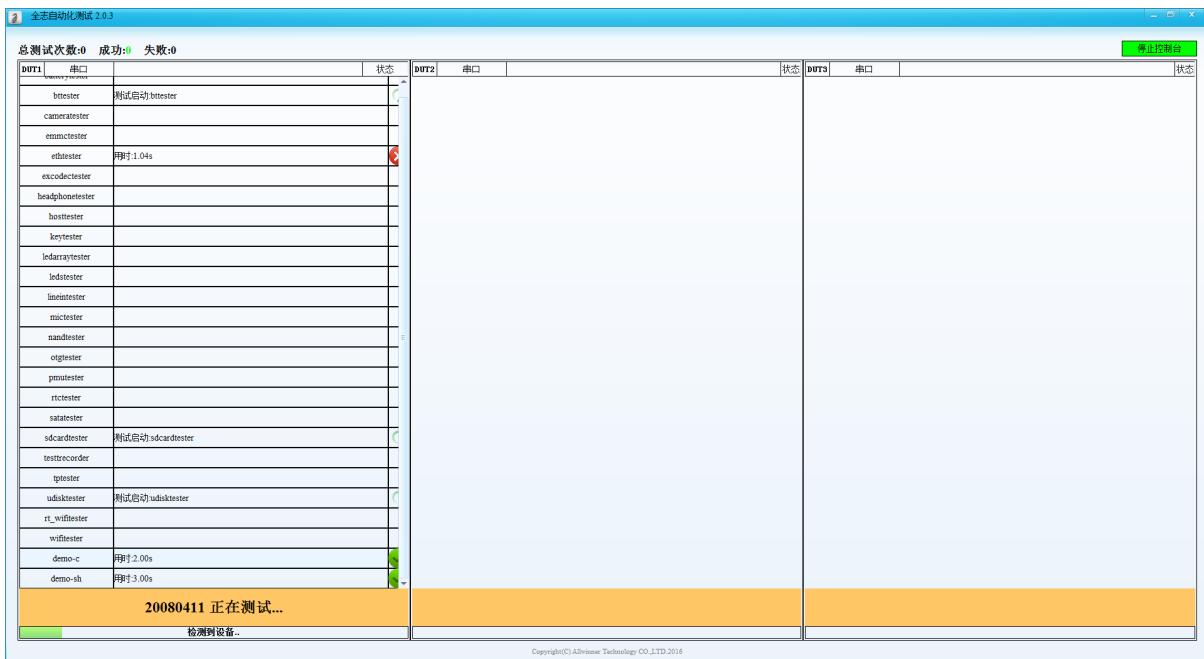 全志自动化测试 2.0.3
总测试次数:0 成功:0 失败:0
停止控制台
DUT1 串口 状态 DUT2 串口 状态 DUT3 串口 状态
batterytester
bttester 测试启动:bttester
cameratester
emmctester
ethtester 用时:1.04s
excodectester
headphonetester
hosttester
keytester
ledarraytester
ledstester
lineintester
mictester
nandtester
otgtester
pmutester
rtctester
satatester
sdcardtester 测试启动:sdcardtester
testtrecorder
tptester
udisktester 测试启动:udisktester
rt_wifitester
wifitester
demo-c 用时:2.00s
demo-sh 用时:3.00s
20080411 正在测试...
检测到设备..
Copyright(C) Allwinner Technology CO.,LTD.2016